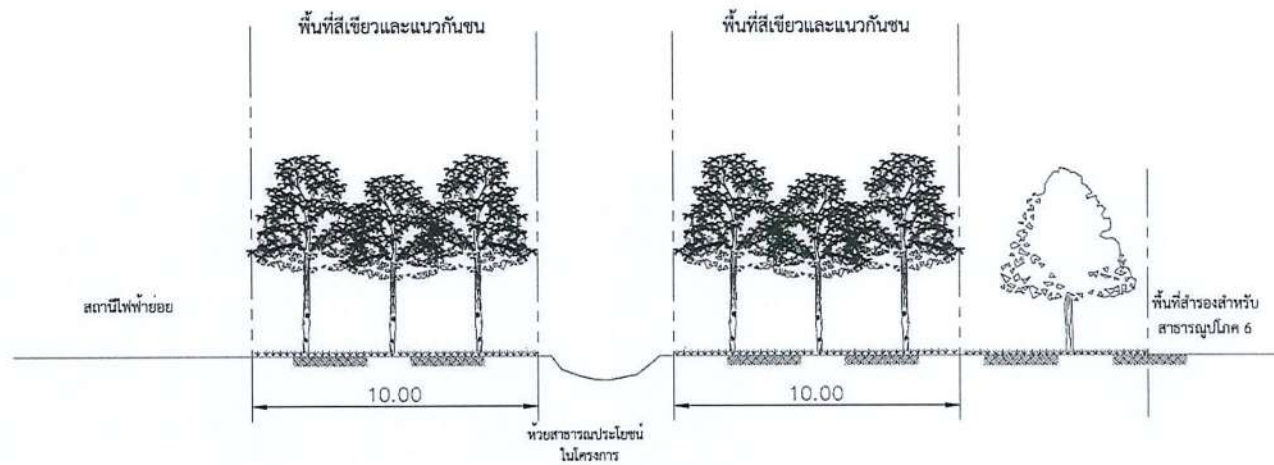 พื้นที่สีเขียวและแนวกันชน
พื้นที่สีเขียวและแนวกันชน
สถานีไฟฟ้าย่อย
พื้นที่สำรองสำหรับ
สาธารณูปโภค 6
10.00
10.00
ห้วยสาธารณประโยชน์
ในโครงการ